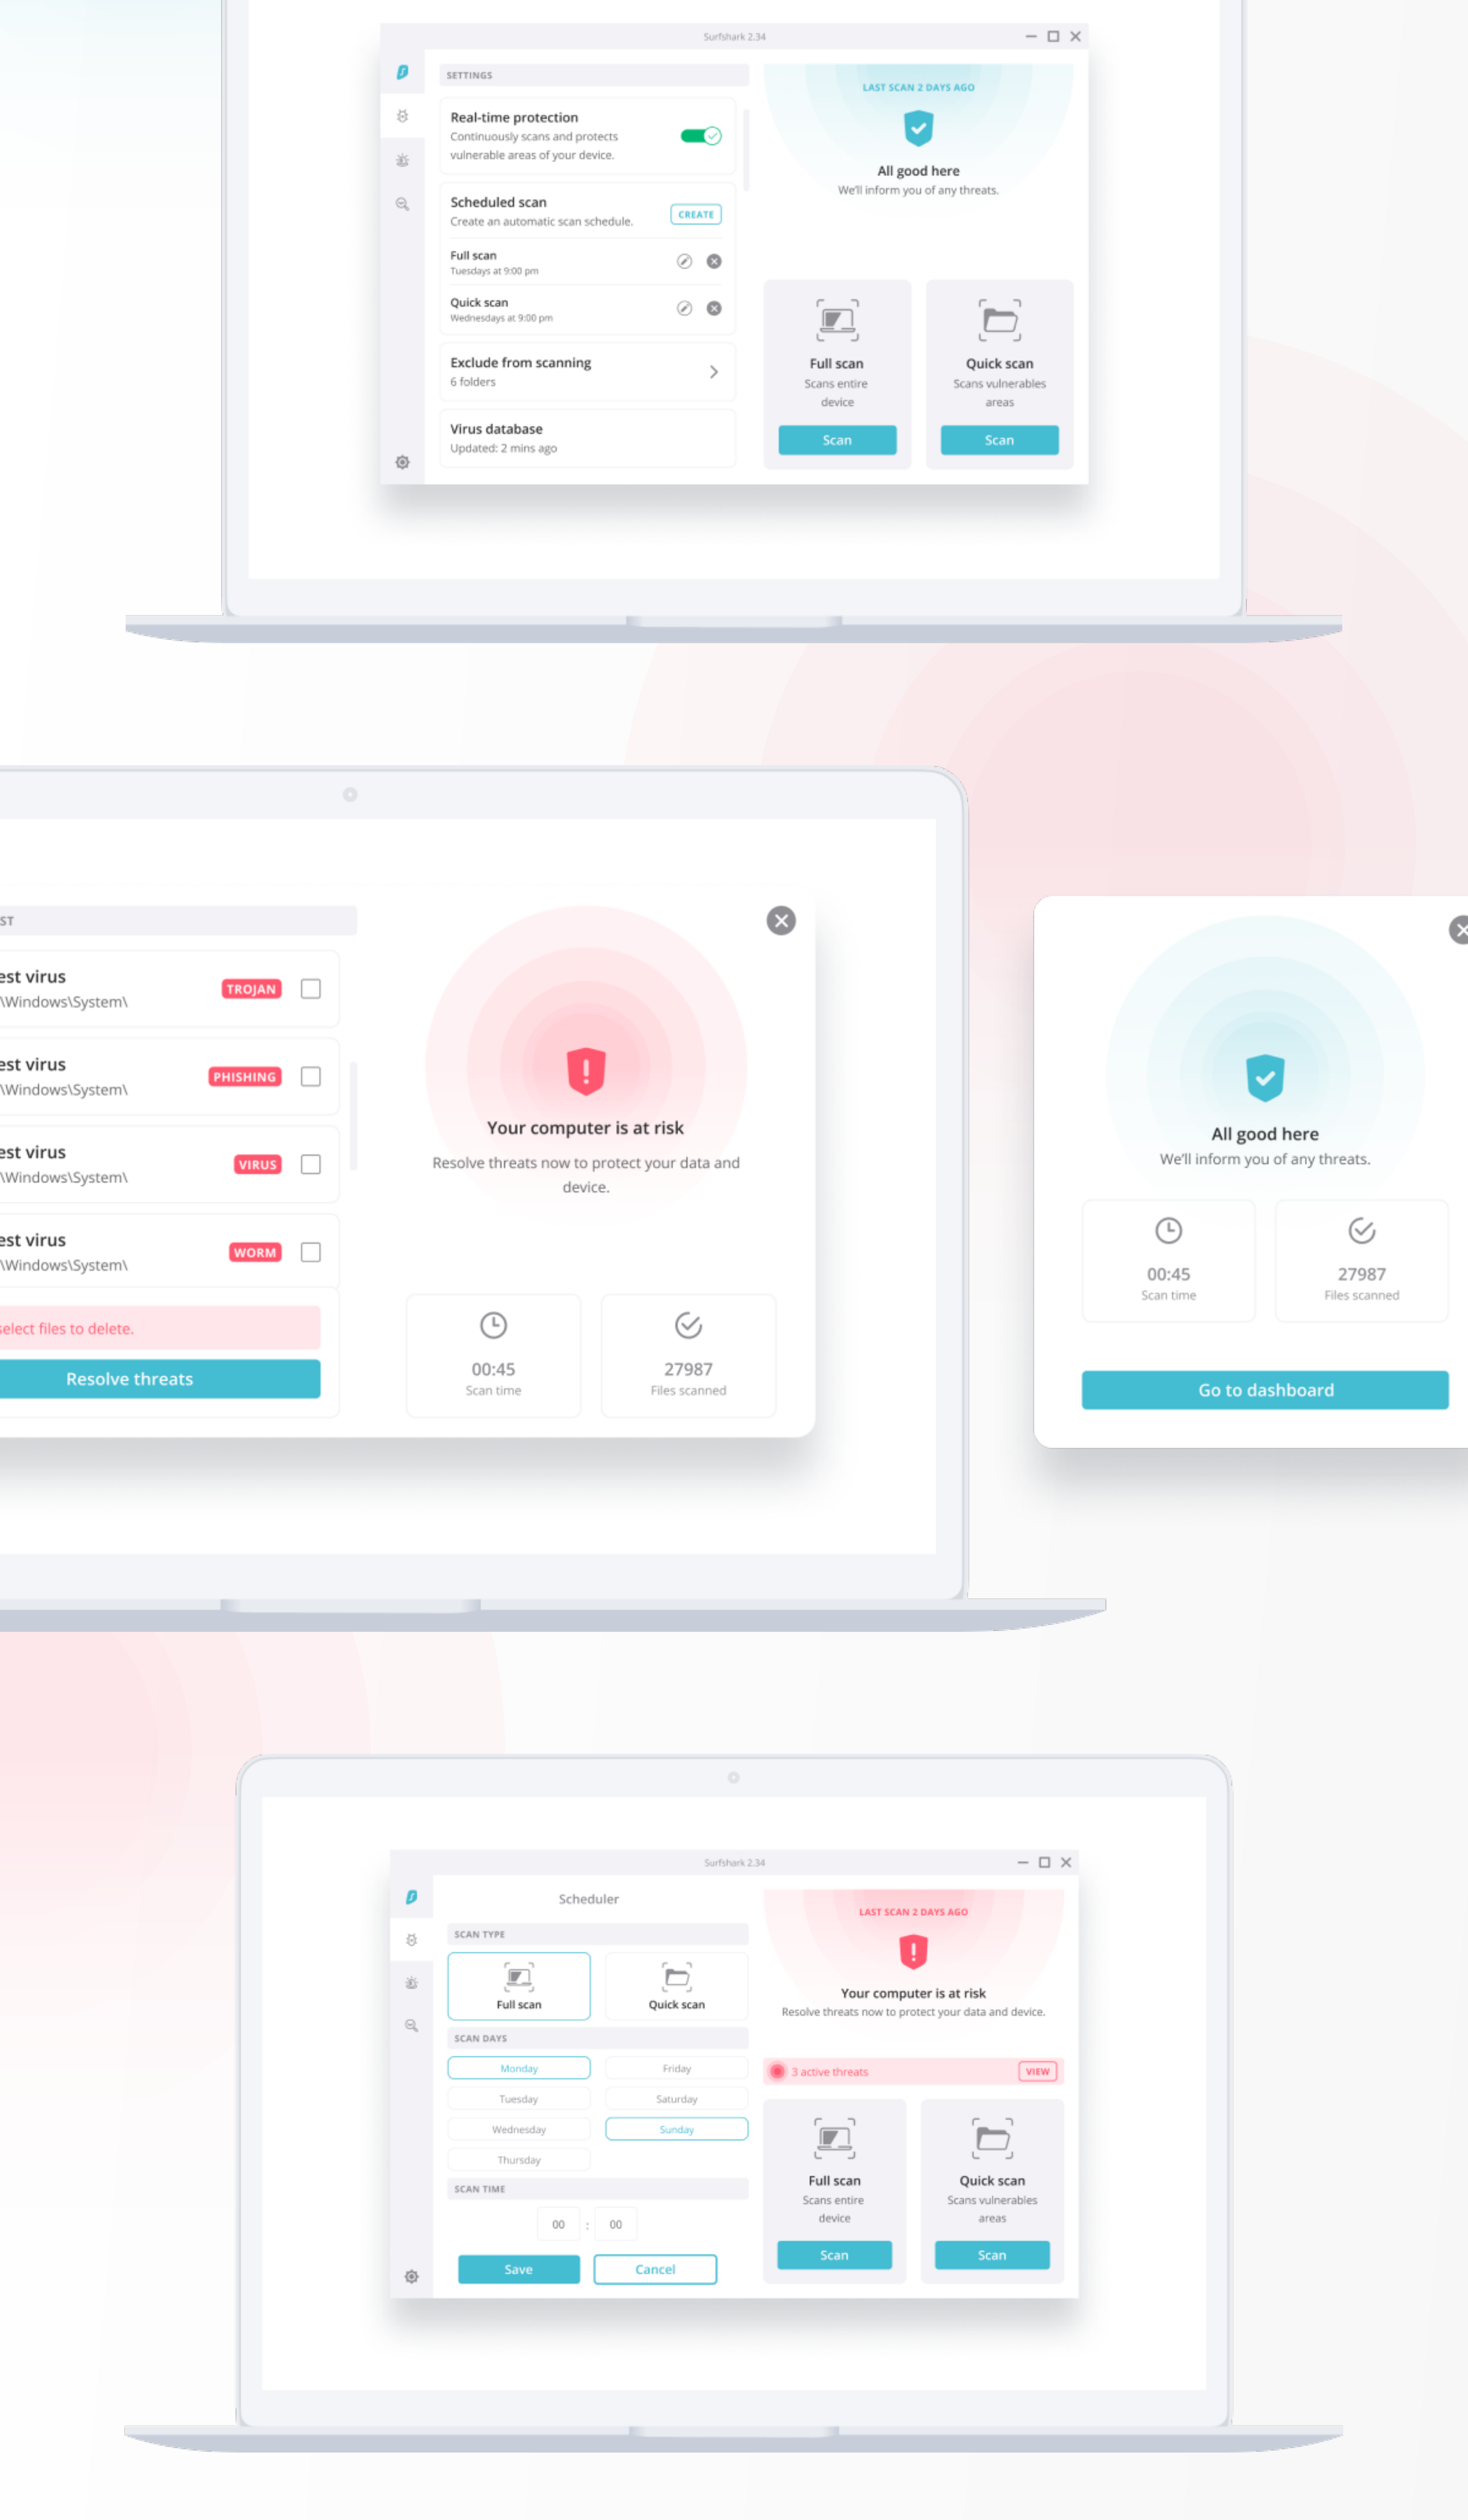 Surfshark 2.34
SETTINGS
Real-time protection
Continuously scans and protects
vulnerable areas of your device.
Scheduled scan
Create an automatic scan schedule.
CREATE
Full scan
Tuesdays at 9:00 pm
Quick scan
Wednesdays at 9:00 pm
Exclude from scanning
6 folders
Virus database
Updated: 2 mins ago
LAST SCAN 2 DAYS AGO
All good here
We'll inform you of any threats.
Full scan
Scans entire
device
Scan
Quick scan
Scans vulnerables
areas
Scan
ST
est virus
\Windows\System\
TROJAN
est virus
\Windows\System\
PHISHING
est virus
\Windows\System\
VIRUS
est virus
\Windows\System\
WORM
select files to delete.
Resolve threats
Your computer is at risk
Resolve threats now to protect your data and
device.
00:45
Scan time
27987
Files scanned
All good here
We'll inform you of any threats.
00:45
Scan time
27987
Files scanned
Go to dashboard
Surfshark 2.34
Scheduler
SCAN TYPE
Full scan
Quick scan
SCAN DAYS
Monday
Friday
Tuesday
Saturday
Wednesday
Sunday
Thursday
SCAN TIME
00 : 00
Save
Cancel
LAST SCAN 2 DAYS AGO
Your computer is at risk
Resolve threats now to protect your data and device.
3 active threats
VIEW
Full scan
Scans entire
device
Scan
Quick scan
Scans vulnerables
areas
Scan